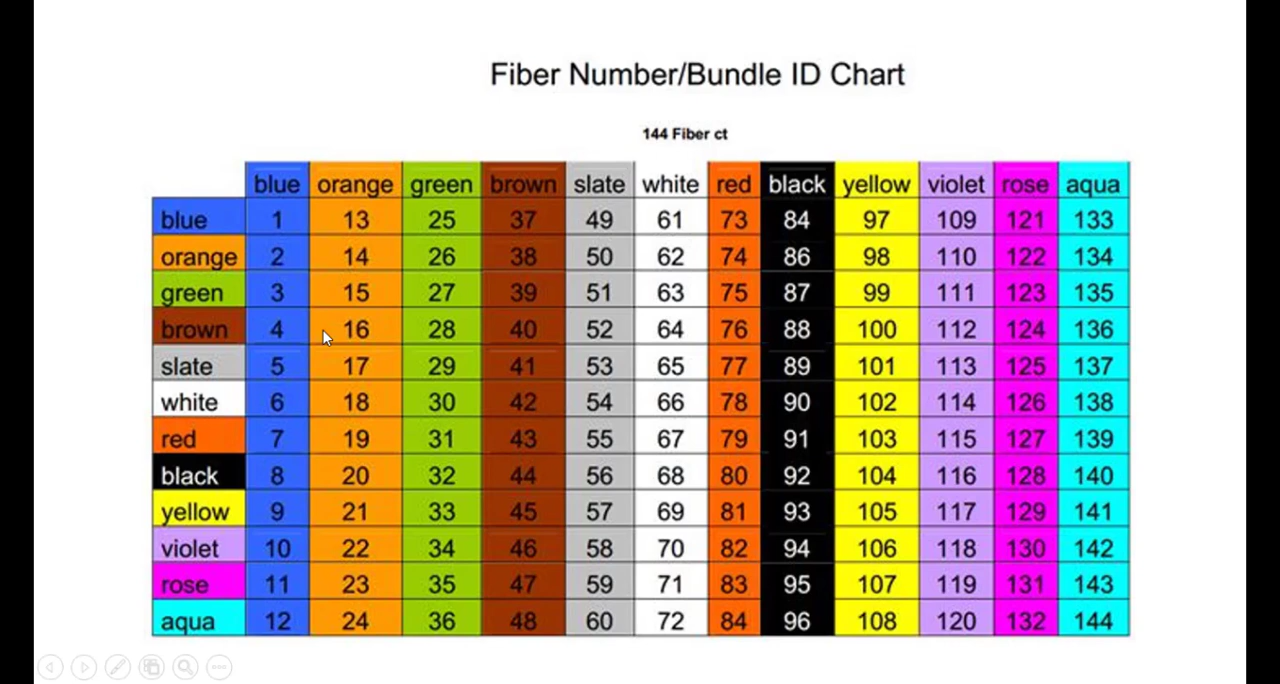 Fiber Number/Bundle ID Chart
144 Fiber ct
blue orange green brown slate white red black yellow violet rose aqua
blue 1 13 25 37 49 61 73 84 97 109 121 133
orange 2 14 26 38 50 62 74 86 98 110 122 134
green 3 15 27 39 51 63 75 87 99 111 123 135
brown 4 16 28 40 52 64 76 88 100 112 124 136
slate 5 17 29 41 53 65 77 89 101 113 125 137
white 6 18 30 42 54 66 78 90 102 114 126 138
red 7 19 31 43 55 67 79 91 103 115 127 139
black 8 20 32 44 56 68 80 92 104 116 128 140
yellow 9 21 33 45 57 69 81 93 105 117 129 141
violet 10 22 34 46 58 70 82 94 106 118 130 142
rose 11 23 35 47 59 71 83 95 107 119 131 143
aqua 12 24 36 48 60 72 84 96 108 120 132 144